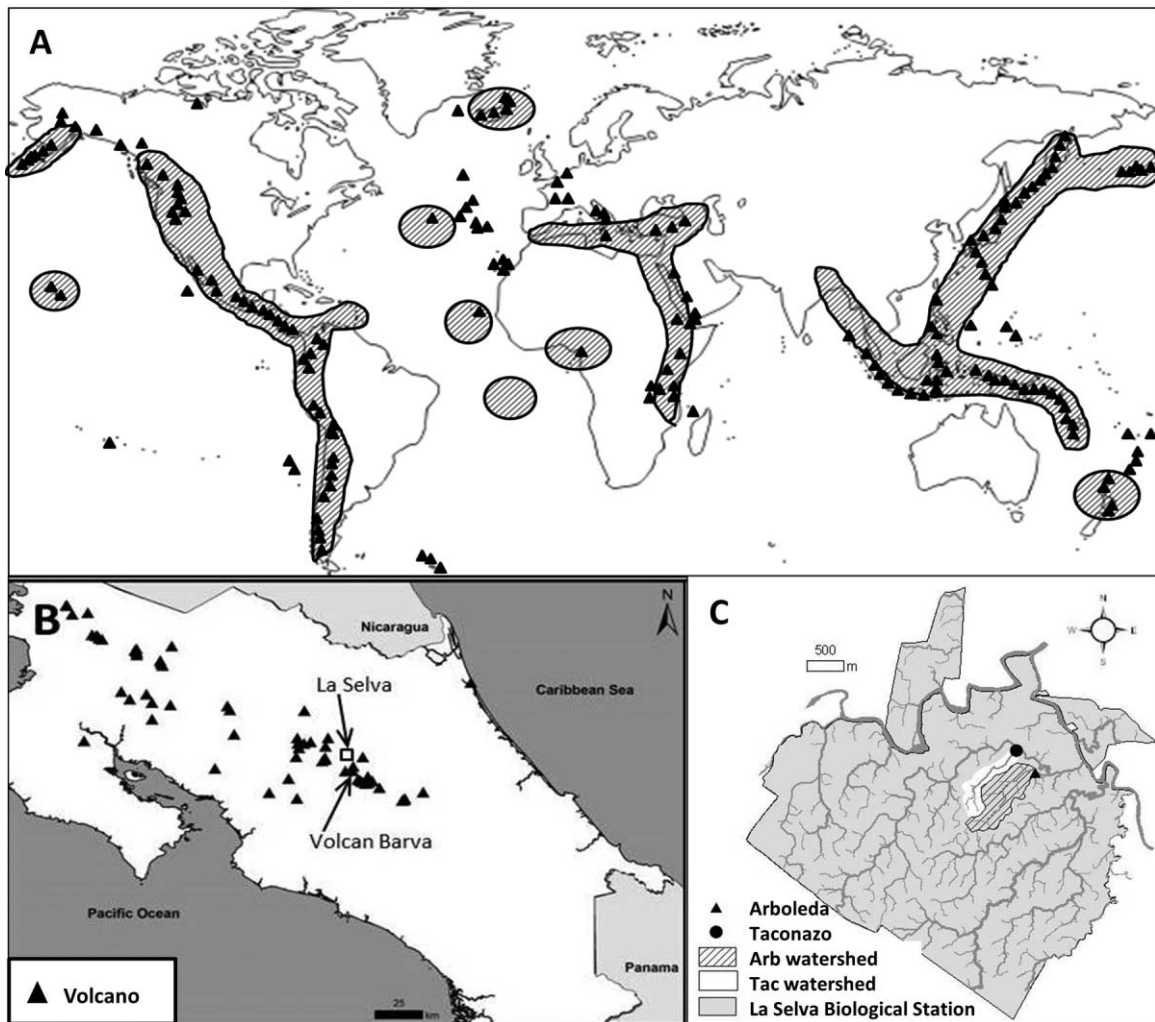 A
B
N
Nicaragua
La Selva
Caribbean Sea
Volcan Barva
Pacific Ocean
Panama
Volcano
25
km
C
N
W
E
S
500
m
Arboleda
Taconazo
Arb watershed
Tac watershed
La Selva Biological Station